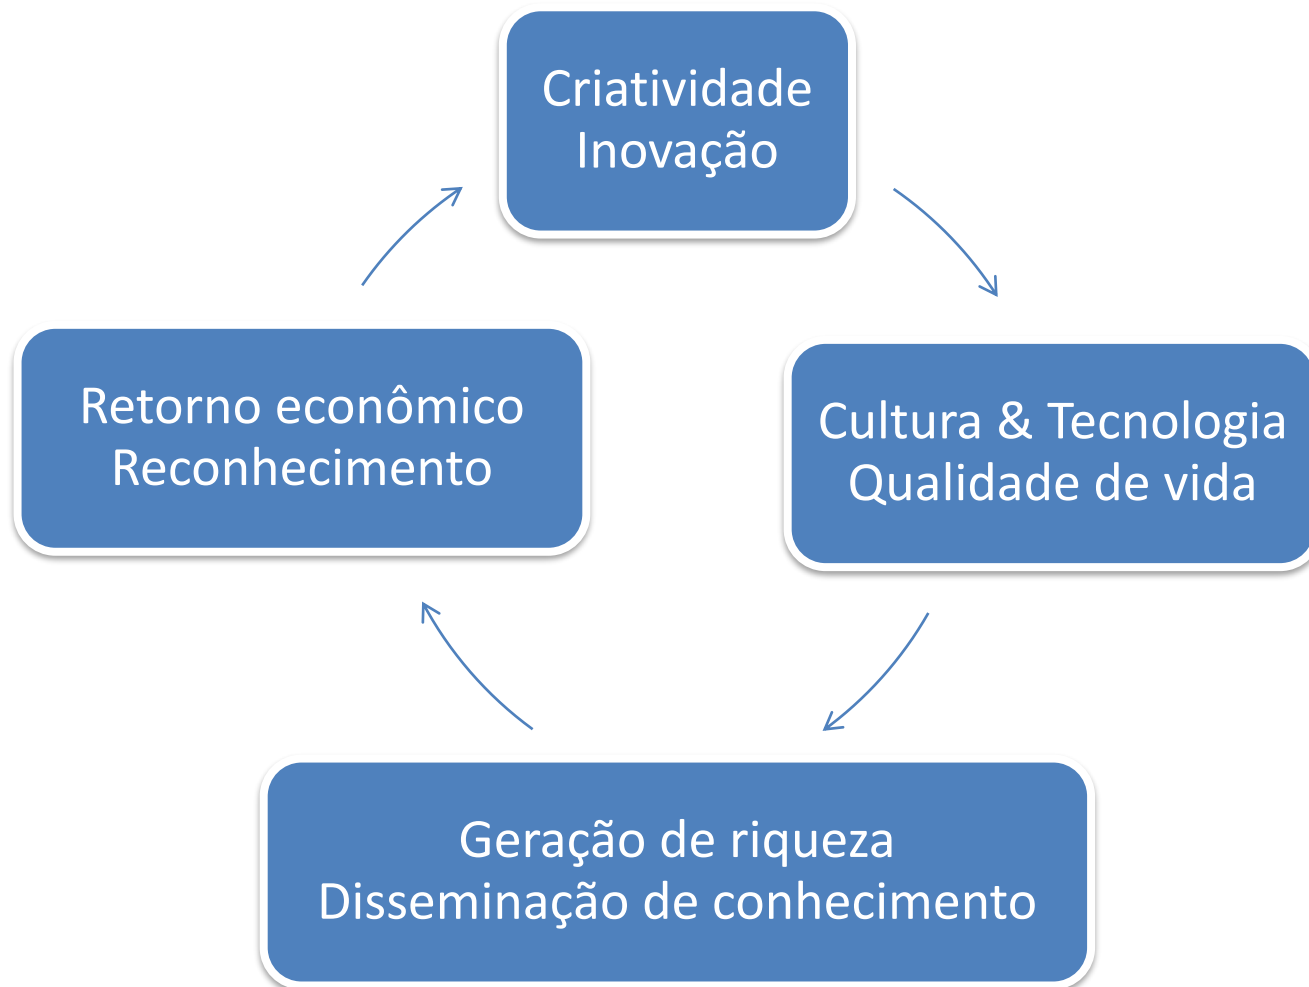 Criatividade
Inovação
Retorno econômico
Reconhecimento
Cultura & Tecnologia
Qualidade de vida
Geração de riqueza
Disseminação de conhecimento